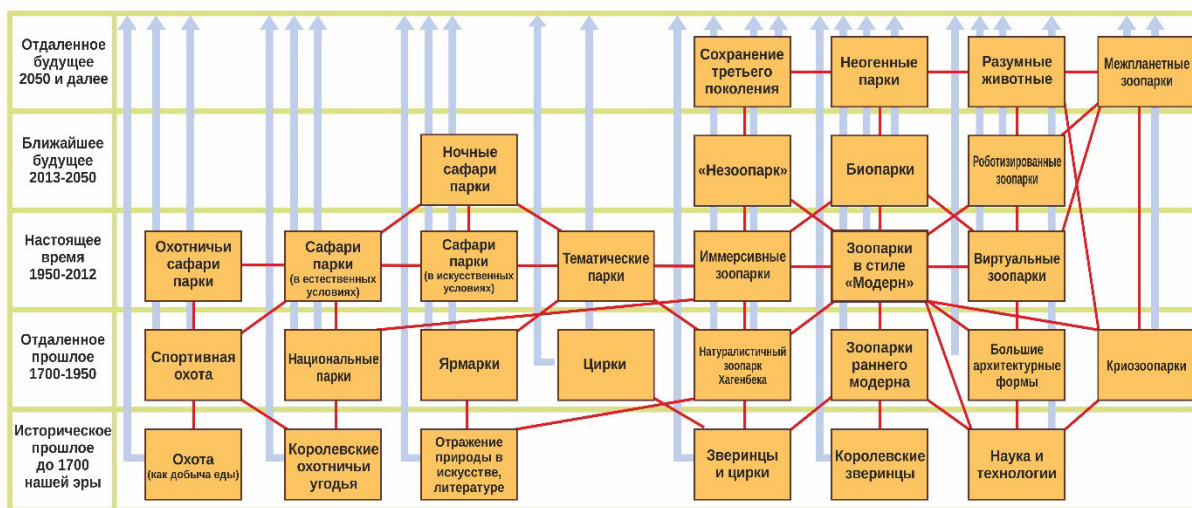 Отдаленное
будущее
2050 и далее
Сохранение
третьего
поколения
Неогенные
парки
Разумные
животные
Межпланетные
зоопарки
Ближайшее
будущее
2013-2050
Ночные
сафари
парки
«Незоопарк»
Биопарки
Роботизированные
зоопарки
Настоящее
время
1950-2012
Охотничьи
сафари
парки
Сафари
парки
(в естественных
условиях)
Сафари
парки
(в искусственных
условиях)
Тематические
парки
Иммерсивные
зоопарки
Зоопарки
в стиле
«Модерн»
Виртуальные
зоопарки
Отдаленное
прошлое
1700-1950
Спортивная
охота
Национальные
парки
Ярмарки
Цирки
Натуралистичный
зоопарк
Хагенбека
Зоопарки
раннего
модерна
Большие
архитектурные
формы
Криозоопарки
Историческое
прошлое
до 1700
нашей эры
Охота
(как добыча еды)
Королевские
охотничьи
угодья
Отражение
природы в
искусстве,
литературе
Зверинцы
и цирки
Королевские
зверинцы
Наука и
технологии